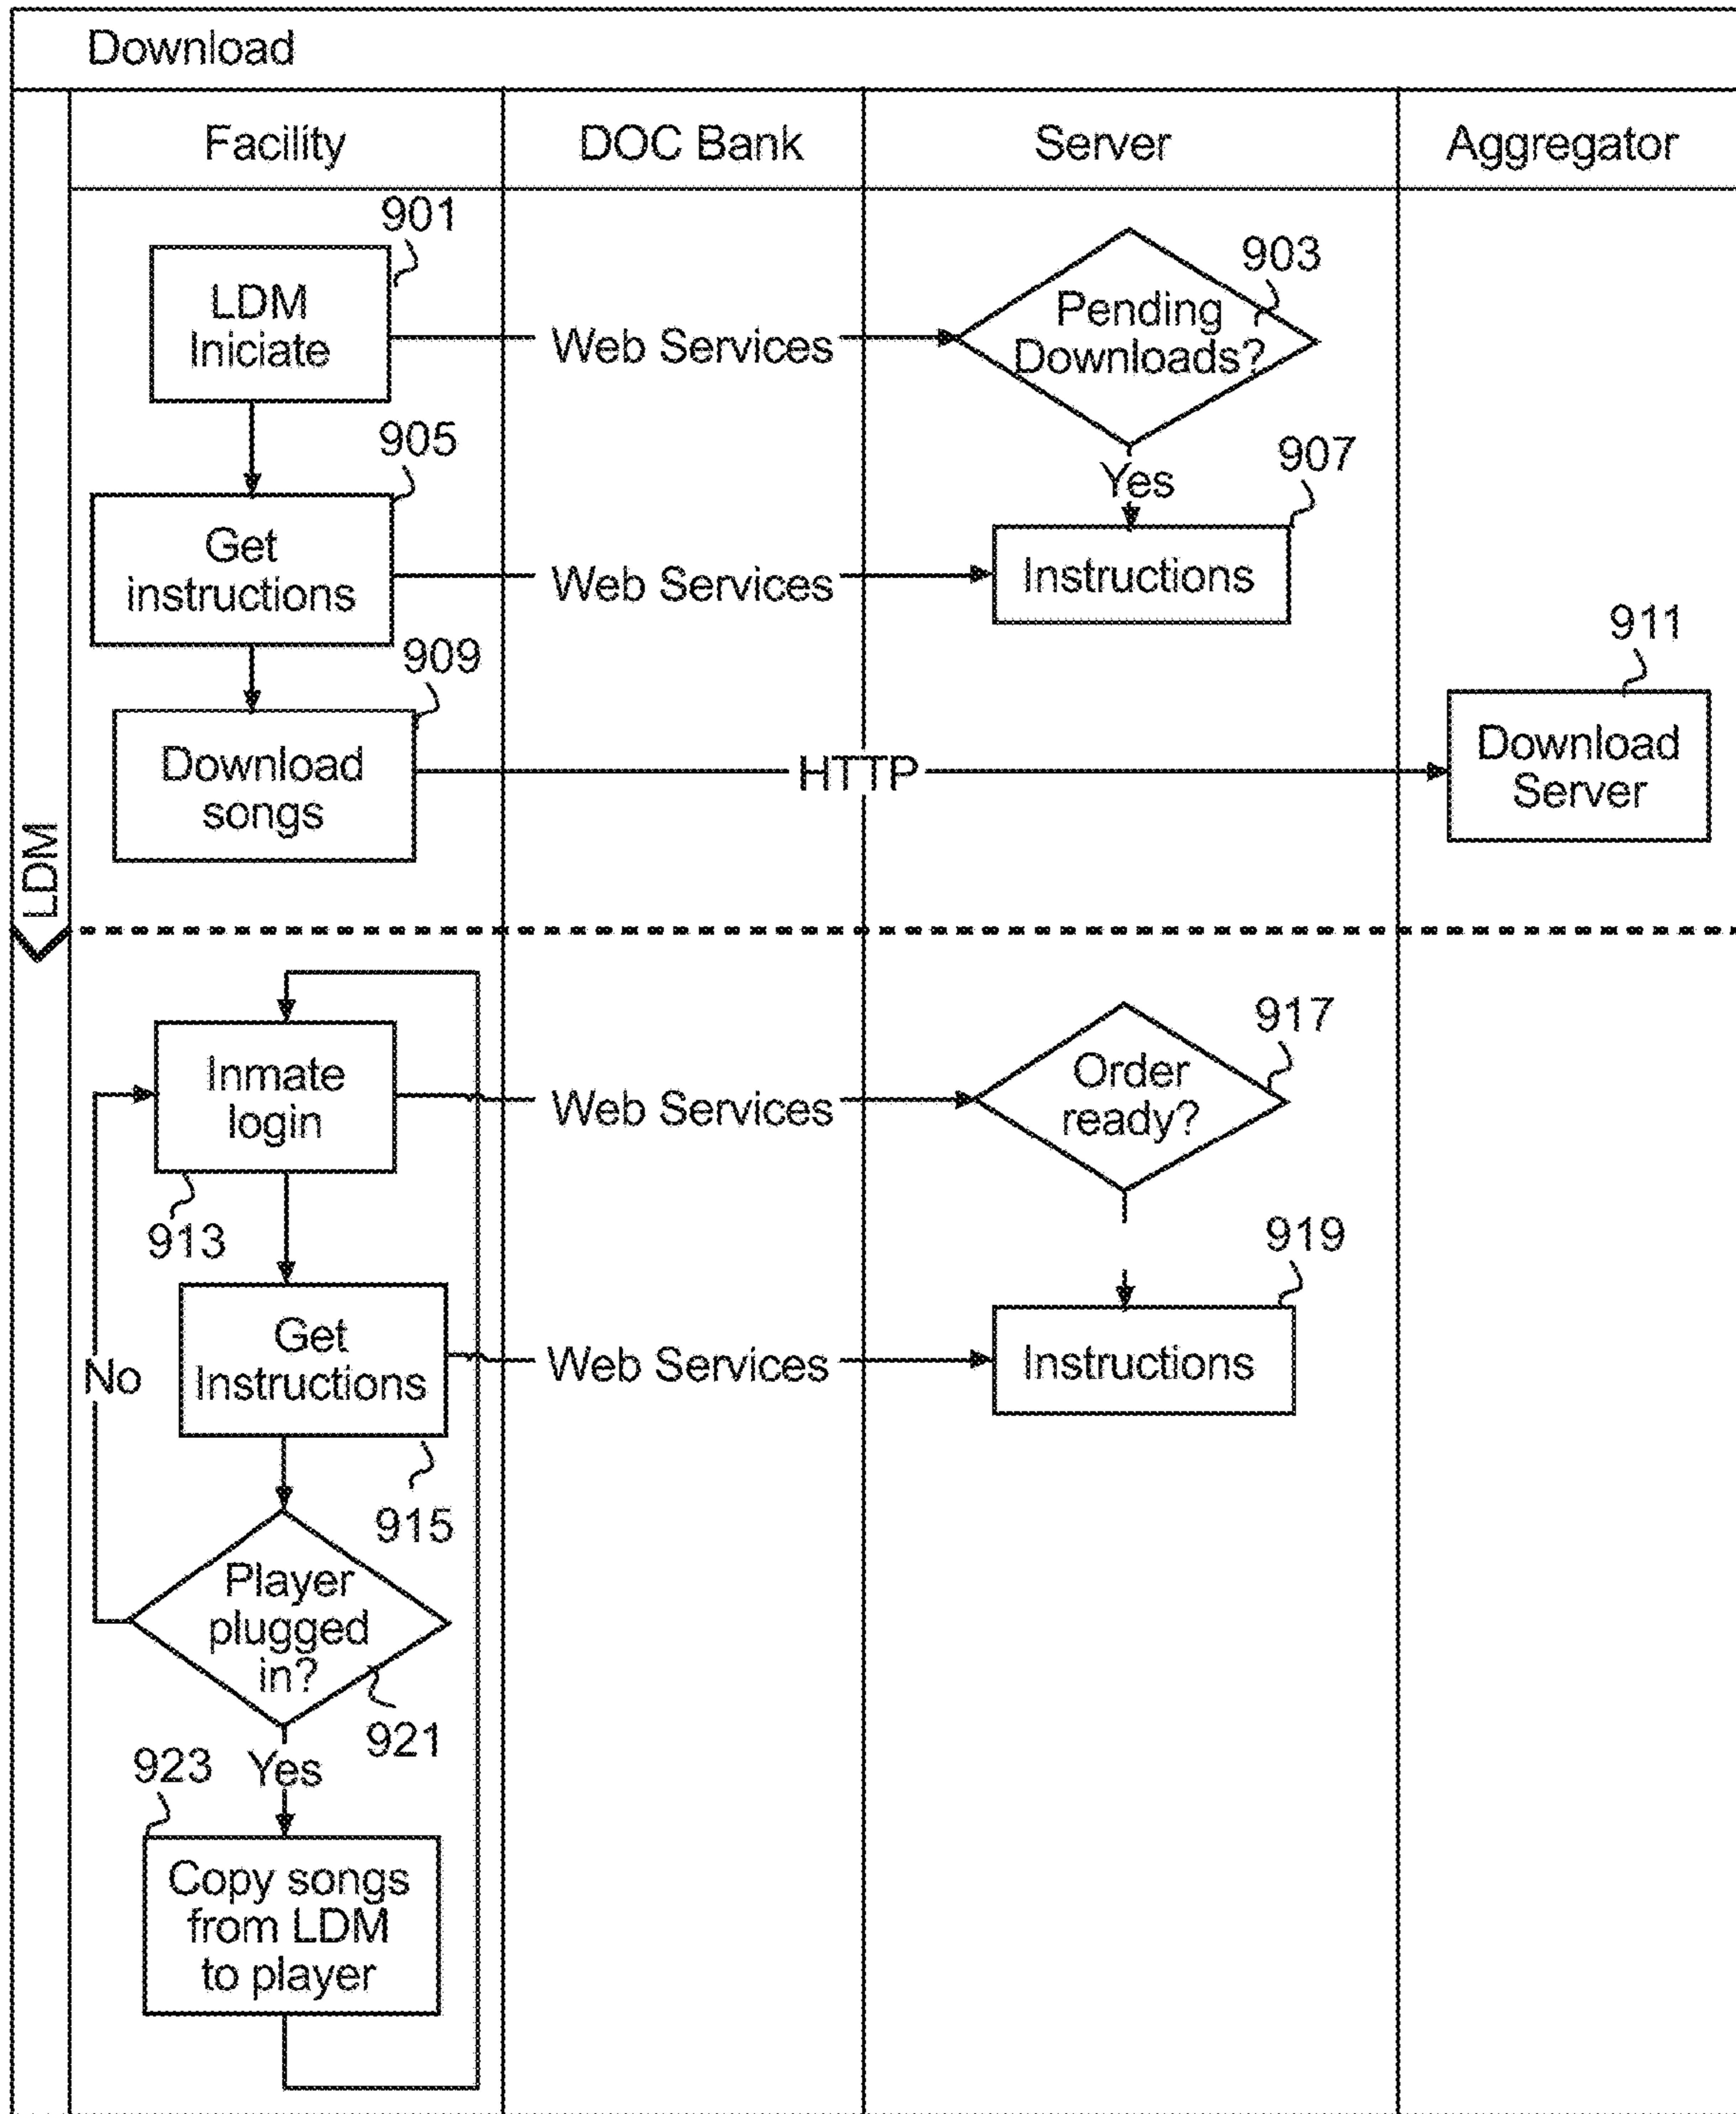 Download
Facility
DOC Bank
Server
Aggregator
901
LDM
Iniciate
Web Services
903
Pending
Downloads?
905
Yes
907
Get
instructions
Web Services
Instructions
909
911
Download
songs
HTTP
Download
Server
LDM
Inmate
login
913
Web Services
917
Order
ready?
919
Get
Instructions
915
Web Services
Instructions
No
Player
plugged
in?
921
Yes
923
Copy songs
from LDM
to player